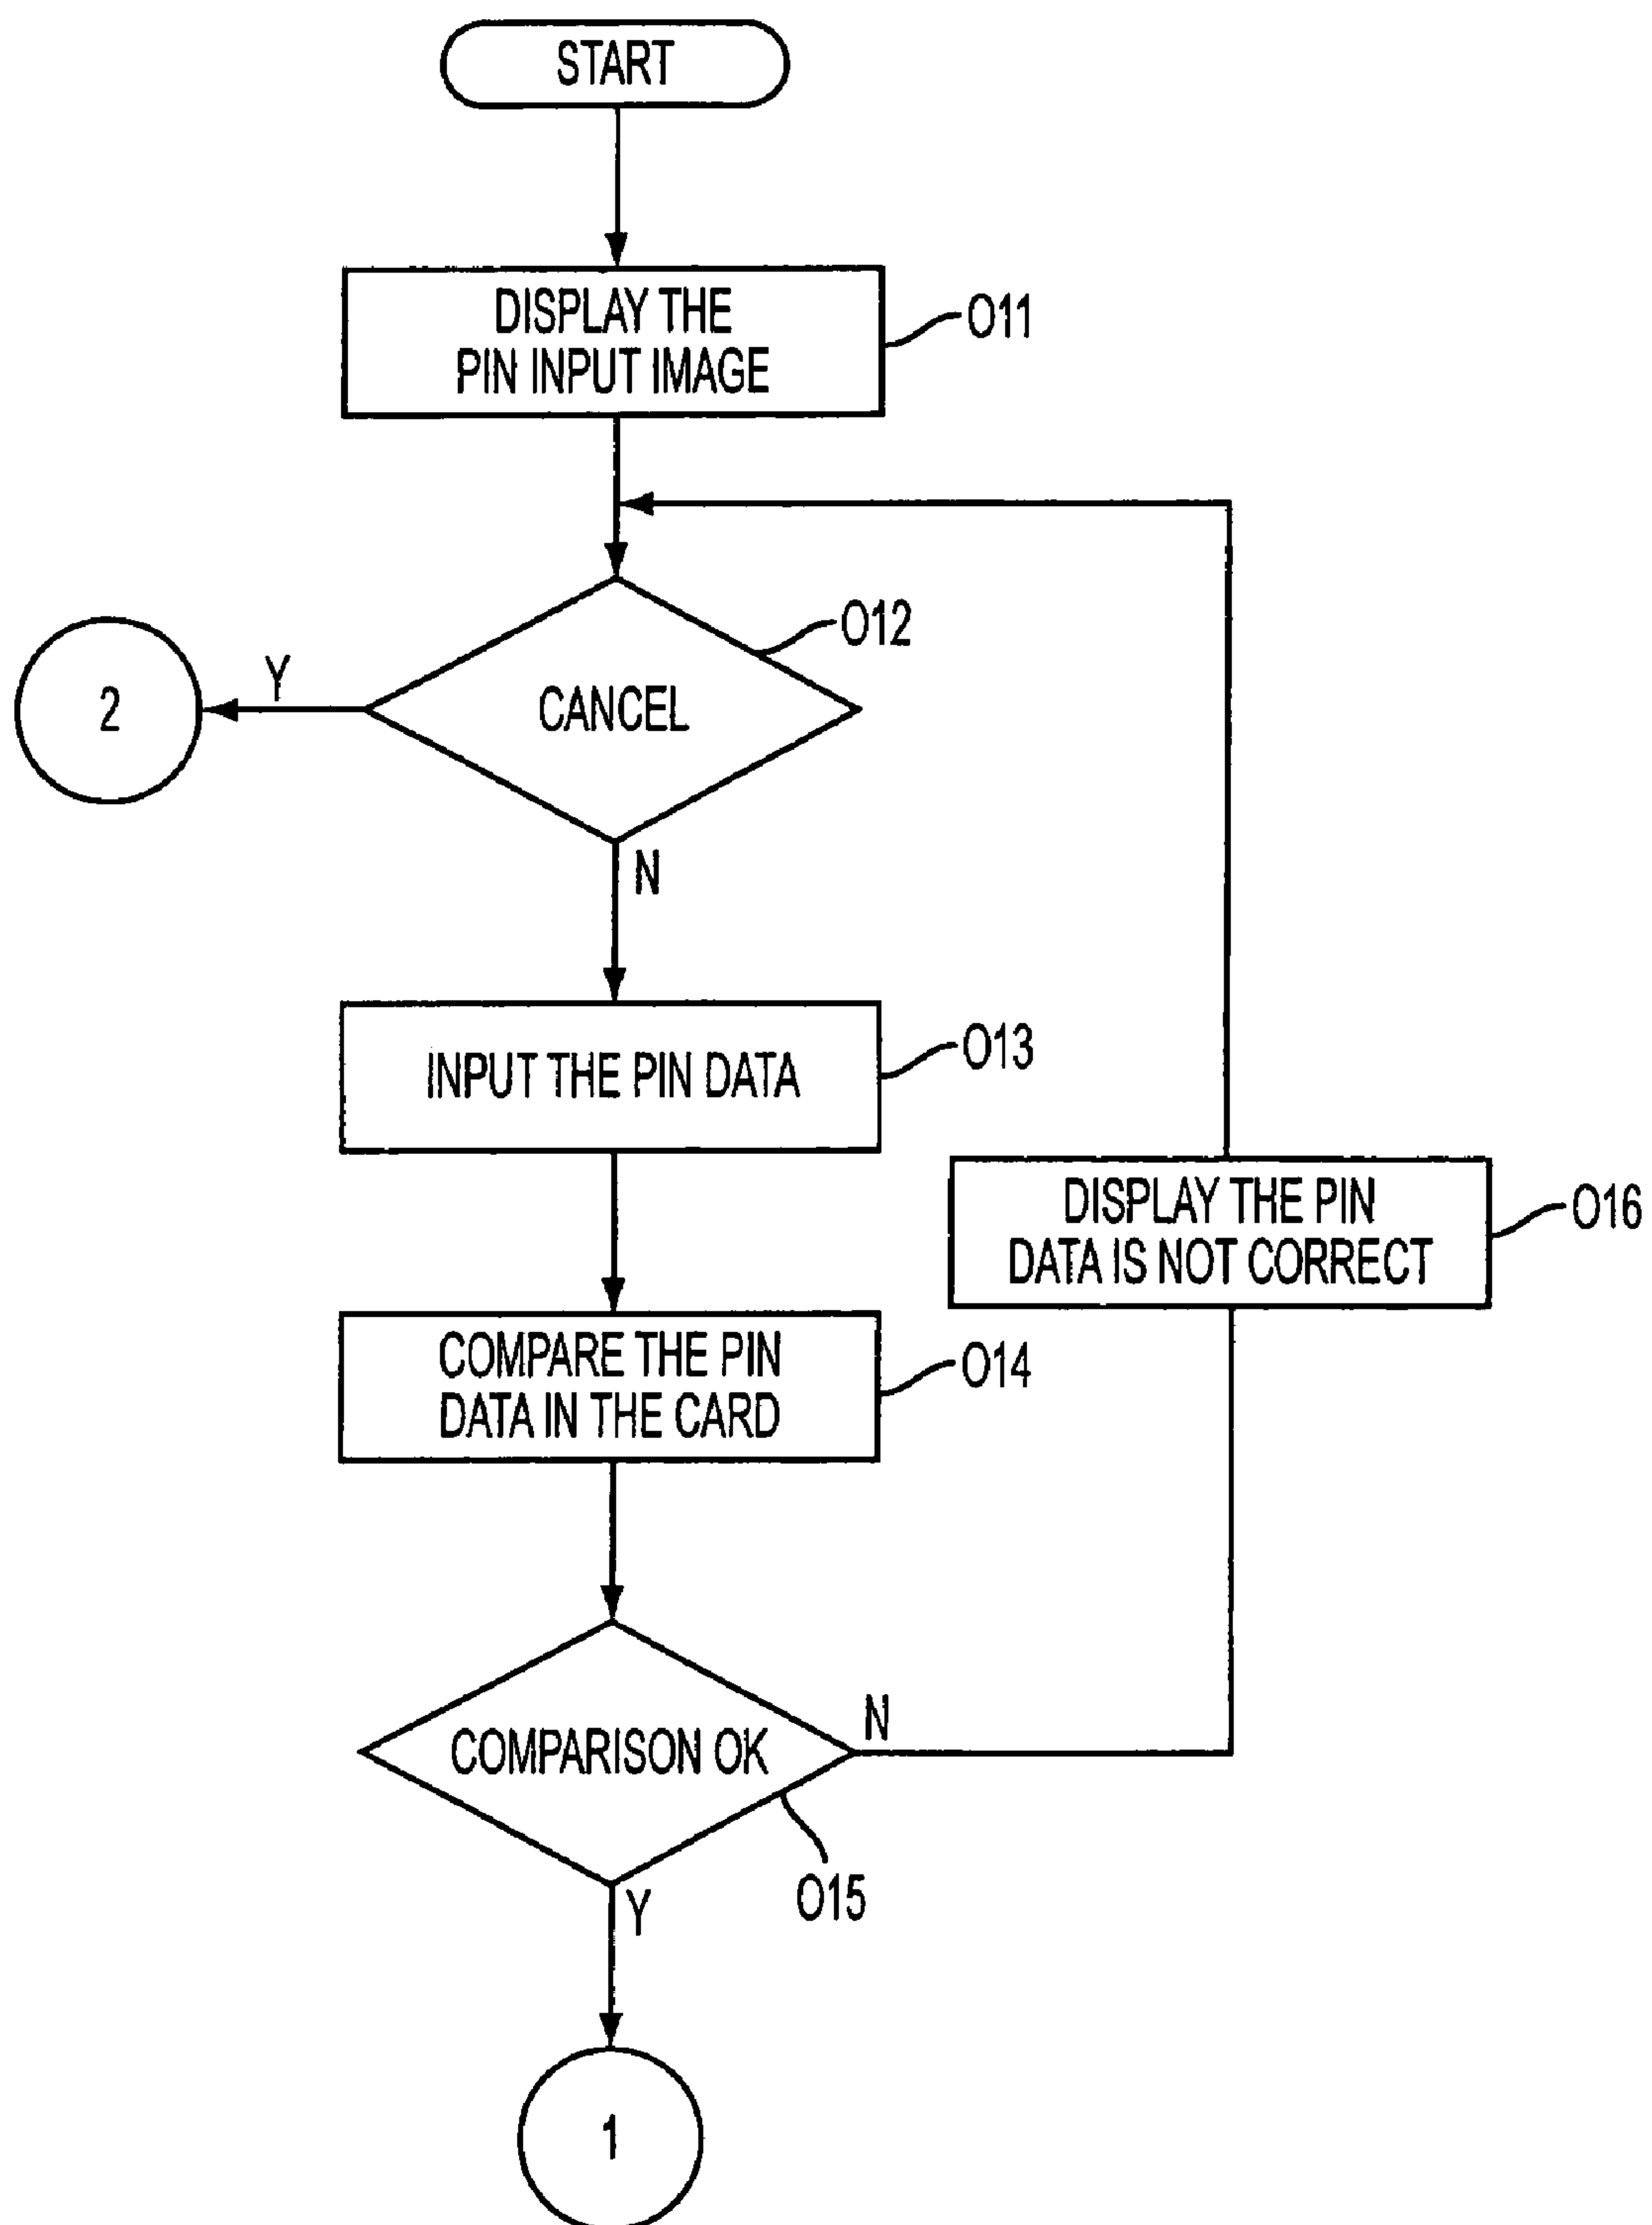 START
DISPLAY THE
PIN INPUT IMAGE
O11
O12
CANCEL
Y
2
N
INPUT THE PIN DATA
O13
DISPLAY THE PIN
DATA IS NOT CORRECT
O16
COMPARE THE PIN
DATA IN THE CARD
O14
COMPARISON OK
N
O15
Y
1